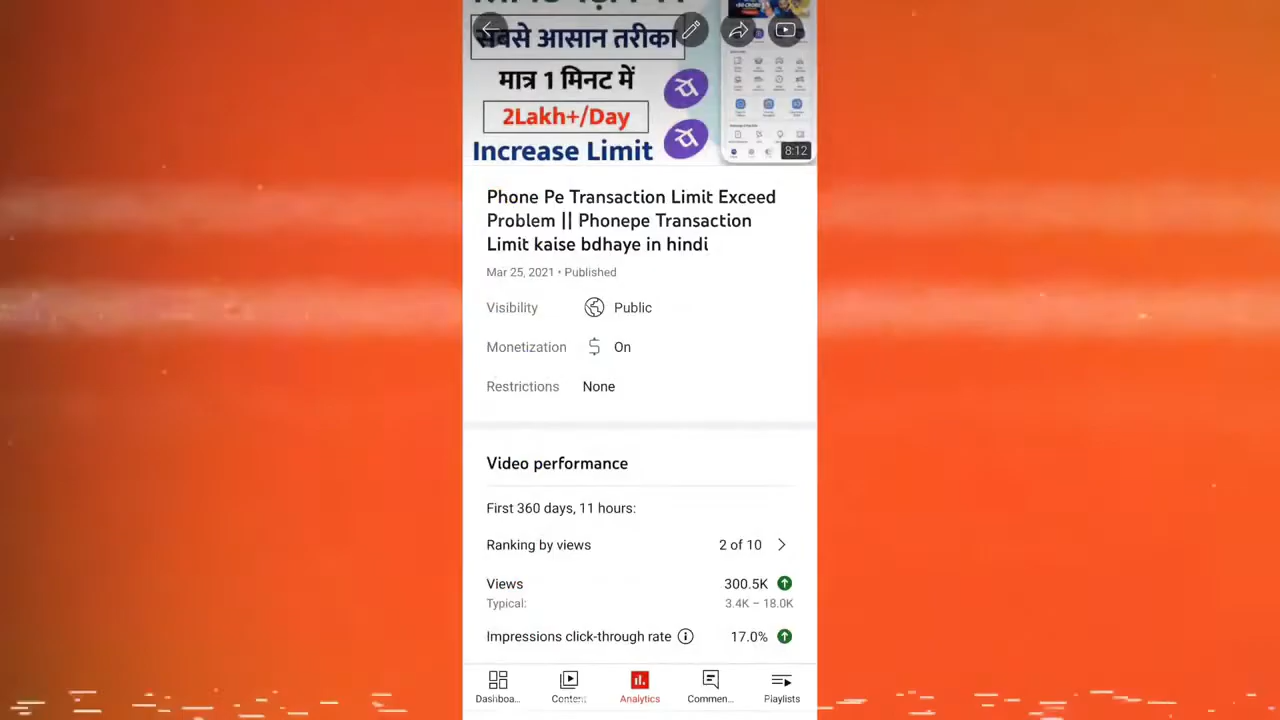 सबसे आसान तरीका
मात्र 1 मिनट में
2Lakh+/Day
Increase Limit
8:12
Phone Pe Transaction Limit Exceed
Problem || Phonepe Transaction
Limit kaise bdhaye in hindi
Mar 25, 2021 • Published
Visibility Public
Monetization On
Restrictions None
Video performance
First 360 days, 11 hours:
Ranking by views 2 of 10
Views 300.5K
Typical: 3.4K – 18.0K
Impressions click-through rate 17.0%
Dashboa... Content Analytics Commen... Playlists